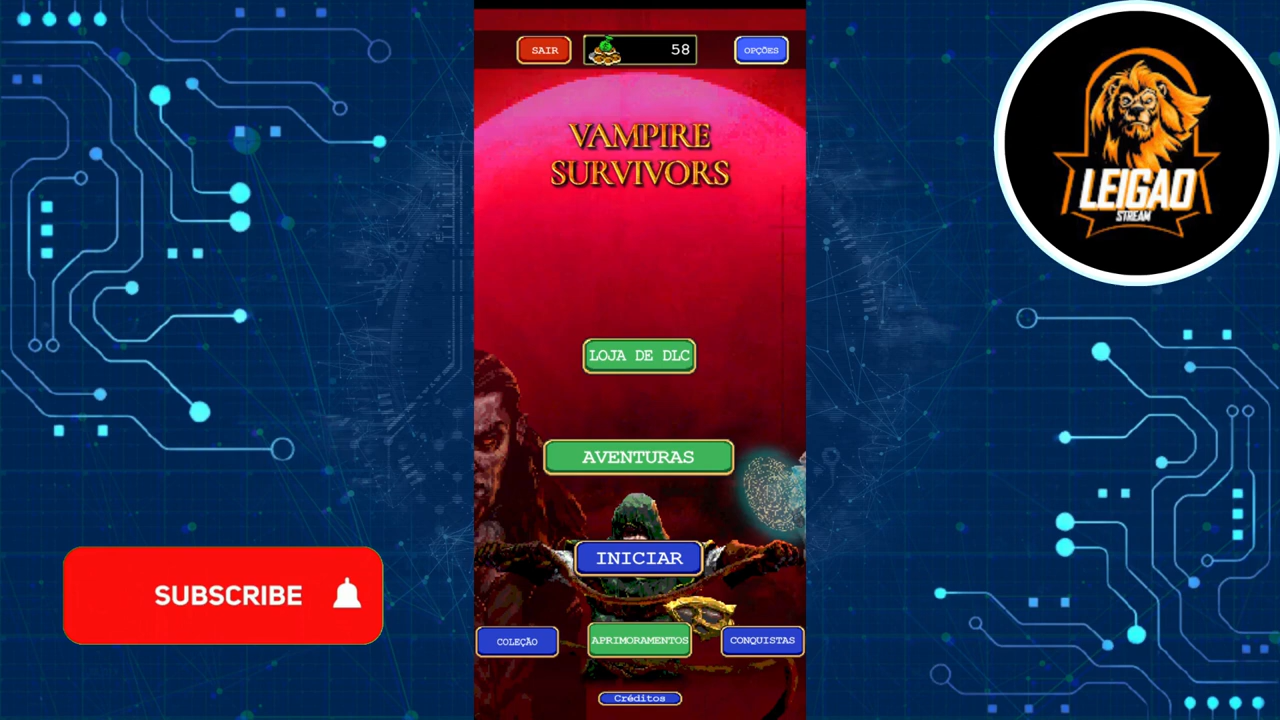 SAIR
58
OPÇÕES
VAMPIRE
SURVIVORS
LEIGAO
STREAM
LOJA DE DLC
AVENTURAS
INICIAR
SUBSCRIBE
COLEÇÃO
APRIMORAMENTOS
CONQUISTAS
Créditos